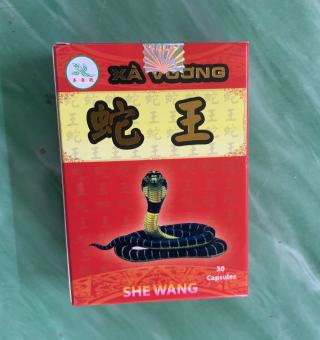 XÀ VƯƠNG
蛇王
30
Capsules
SHE WANG